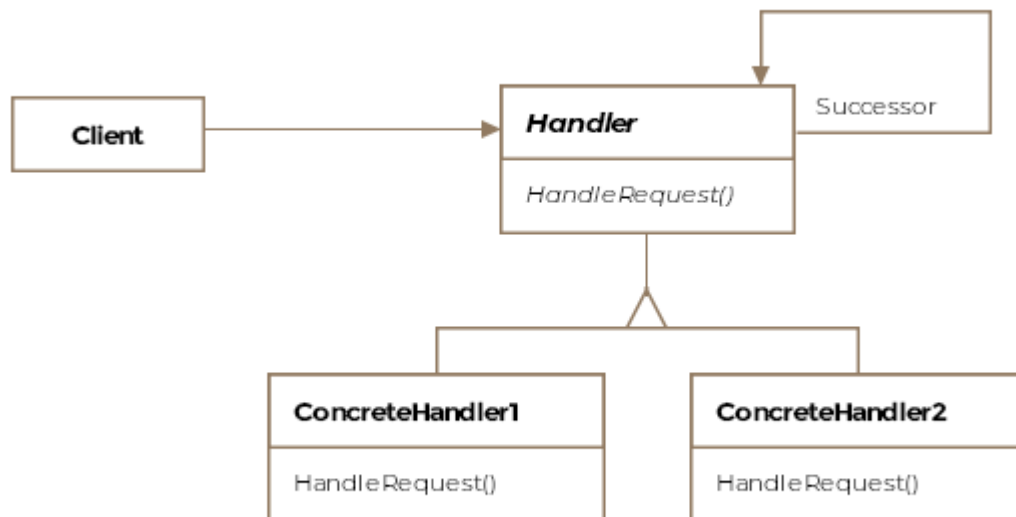 Client
Handler
Successor
HandleRequest()
ConcreteHandler1
ConcreteHandler2
HandleRequest()
HandleRequest()